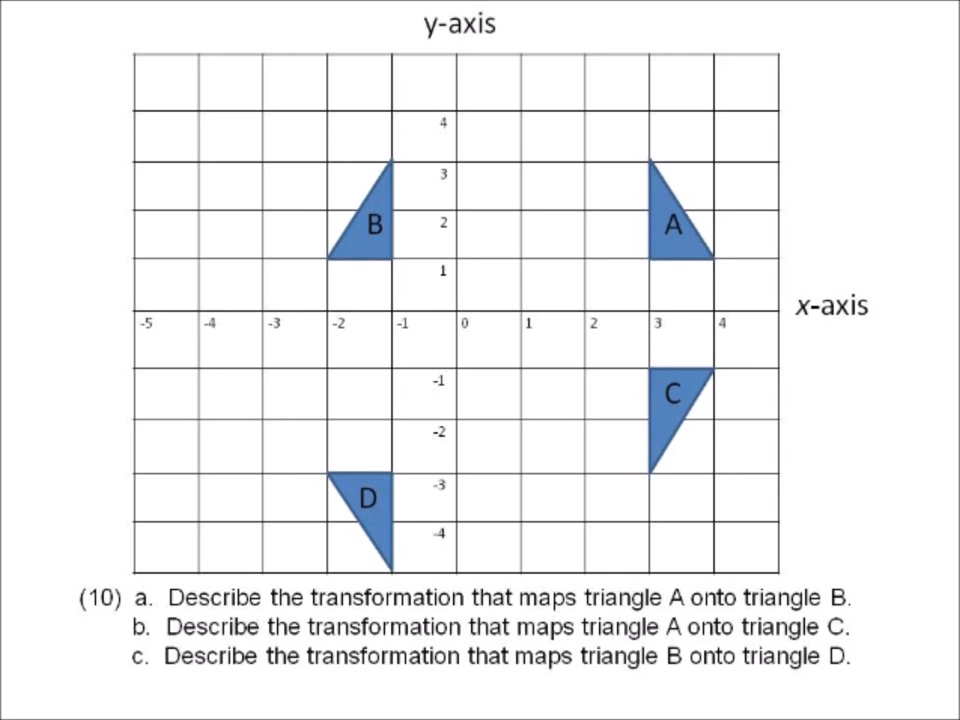 y-axis
4
3
B
A
2
1
x-axis
-5 -4 -3 -2 -1 0 1 2 3 4
-1
C
-2
-3
D
-4
(10) a. Describe the transformation that maps triangle A onto triangle B.
b. Describe the transformation that maps triangle A onto triangle C.
c. Describe the transformation that maps triangle B onto triangle D.